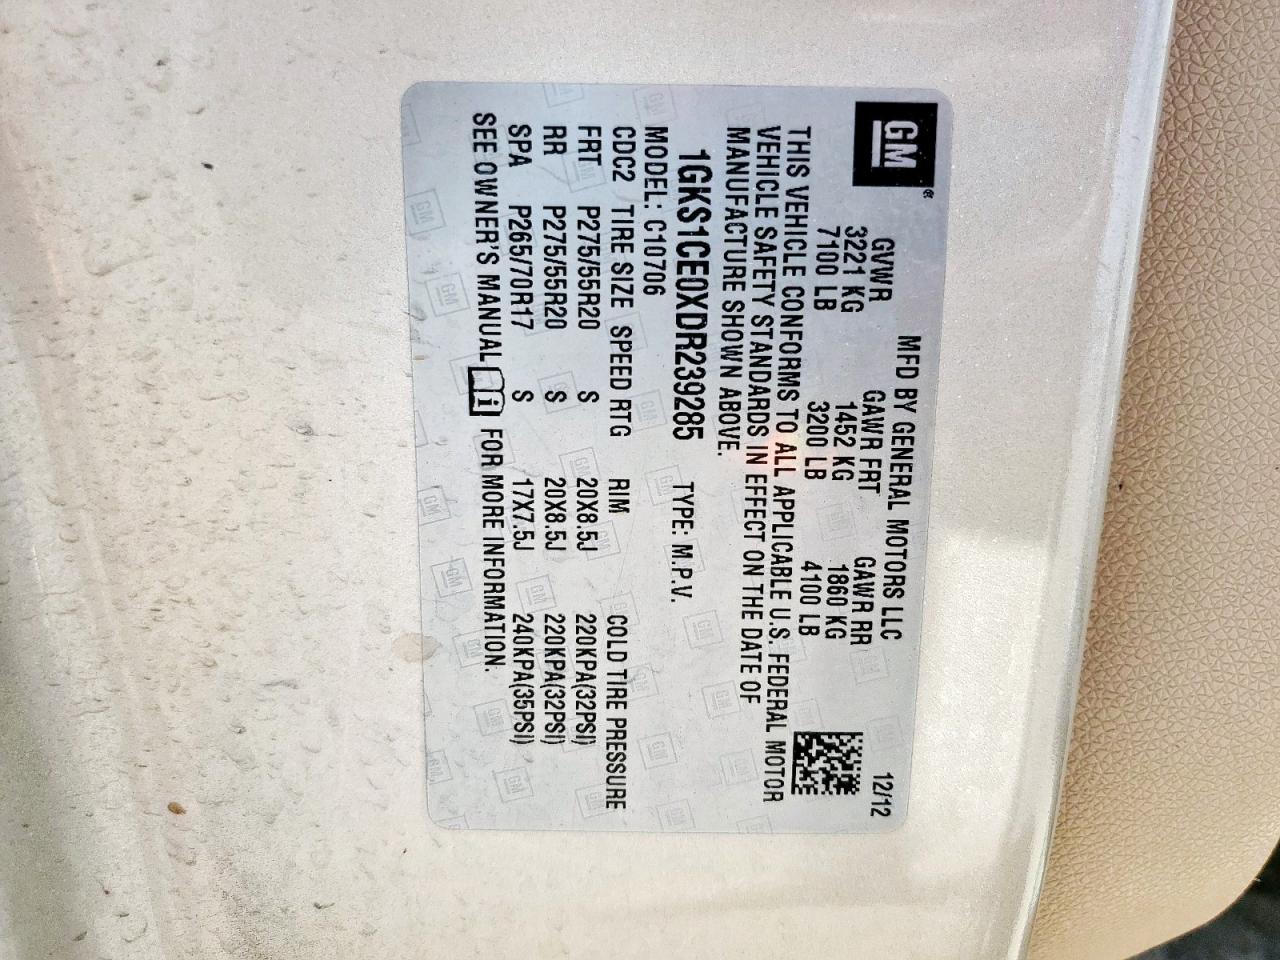 GM®
MFD BY GENERAL MOTORS LLC 12/12
GVWR GAWR FRT GAWR RR
3221 KG 1452 KG 1860 KG
7100 LB 3200 LB 4100 LB
THIS VEHICLE CONFORMS TO ALL APPLICABLE U.S. FEDERAL MOTOR
VEHICLE SAFETY STANDARDS IN EFFECT ON THE DATE OF
MANUFACTURE SHOWN ABOVE.
1GKS1CE0XDR239285 TYPE: M.P.V.
MODEL: C10706
CDC2 TIRE SIZE SPEED RTG RIM COLD TIRE PRESSURE
FRT P275/55R20 S 20X8.5J 220KPA(32PSI)
RR P275/55R20 S 20X8.5J 220KPA(32PSI)
SPA P265/70R17 S 17X7.5J 240KPA(35PSI)
SEE OWNER'S MANUAL i FOR MORE INFORMATION.